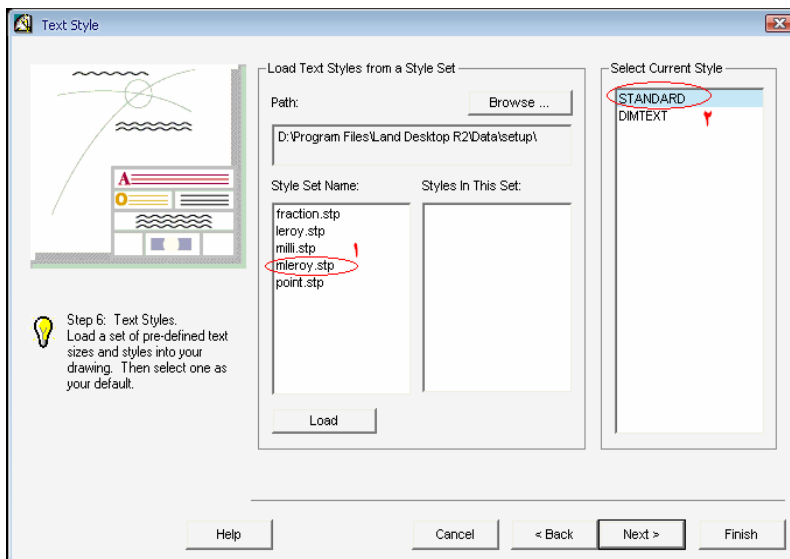 Text Style
A
O
Step 6: Text Styles.
Load a set of pre-defined text
sizes and styles into your
drawing. Then select one as
your default.
Load Text Styles from a Style Set
Path:
Browse ...
D:\Program Files\Land Desktop R2\Data\setup\
Style Set Name:
fraction.stp
leroy.stp
milli.stp
۱
mleroy.stp
point.stp
Styles In This Set:
Load
Select Current Style
STANDARD
DIMTEXT
۲
Help
Cancel
< Back
Next >
Finish